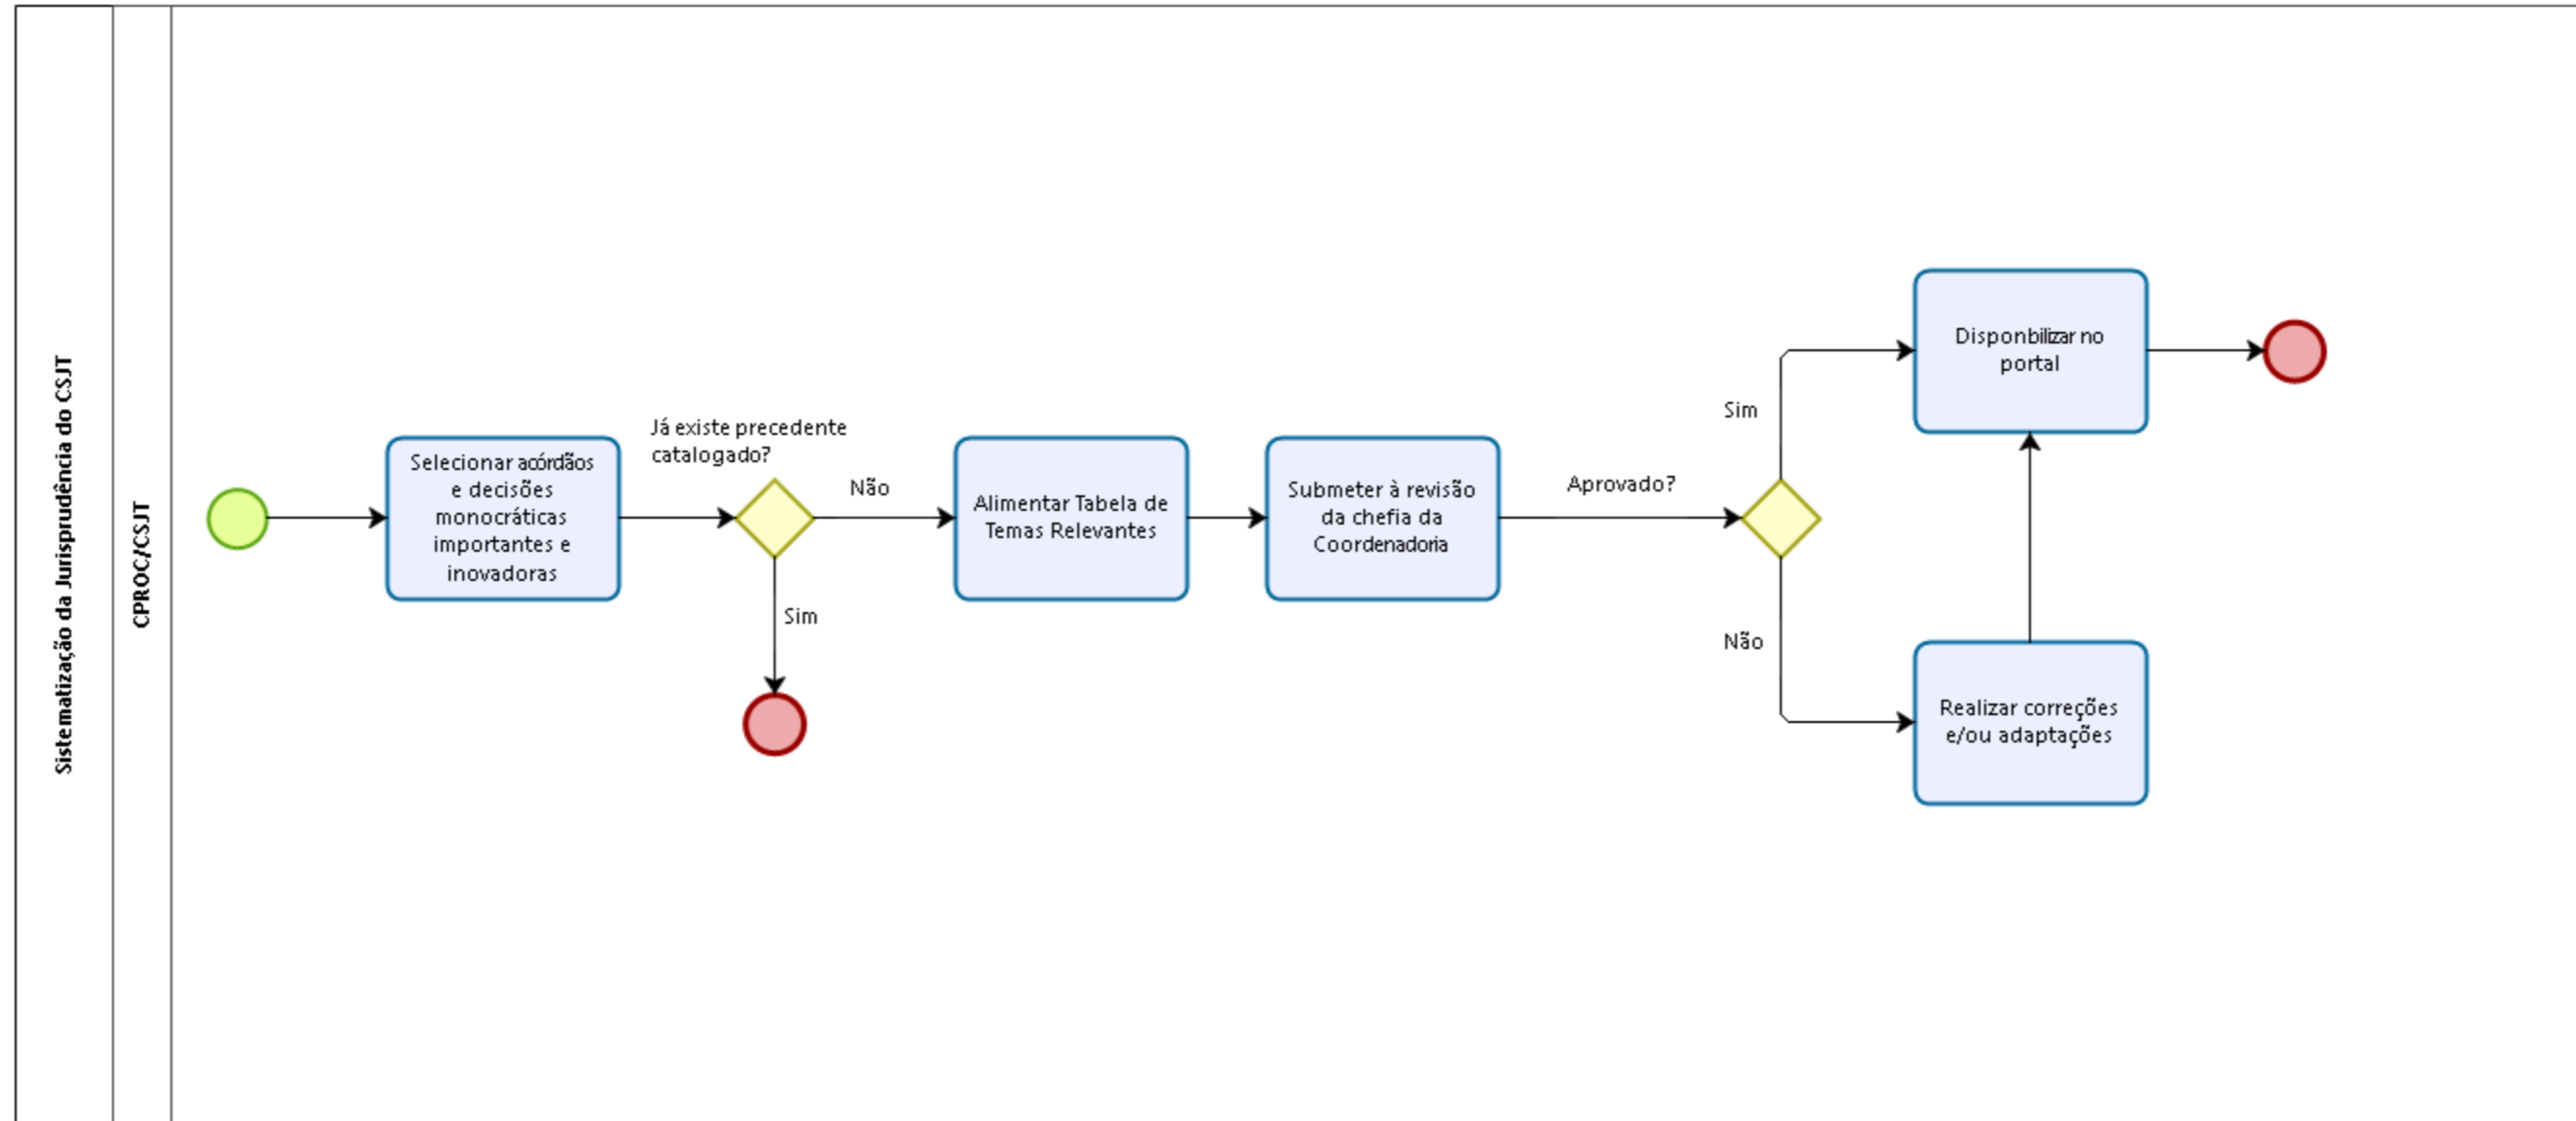 Sistematização da Jurisprudência do CSJT
CPROC/CSJT
Selecionar acórdãos
e decisões
monocráticas
importantes e
inovadoras
Já existe precedente
catalogado?
Não
Sim
Alimentar Tabela de
Temas Relevantes
Submeter à revisão
da chefia da
Coordenadoria
Aprovado?
Sim
Não
Disponbilizar no
portal
Realizar correções
e/ou adaptações